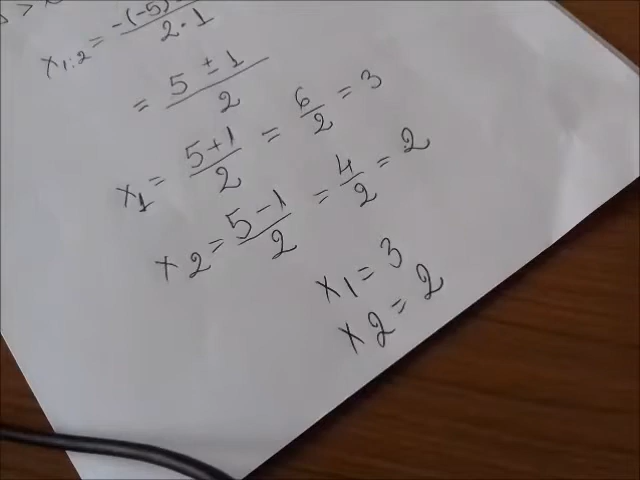 x1:2 = -(-5) / 2·1
= 5 ± 1 / 2
x1 = 5+1 / 2 = 6/2 = 3
x2 = 5-1 / 2 = 4/2 = 2
x1 = 3
x2 = 2